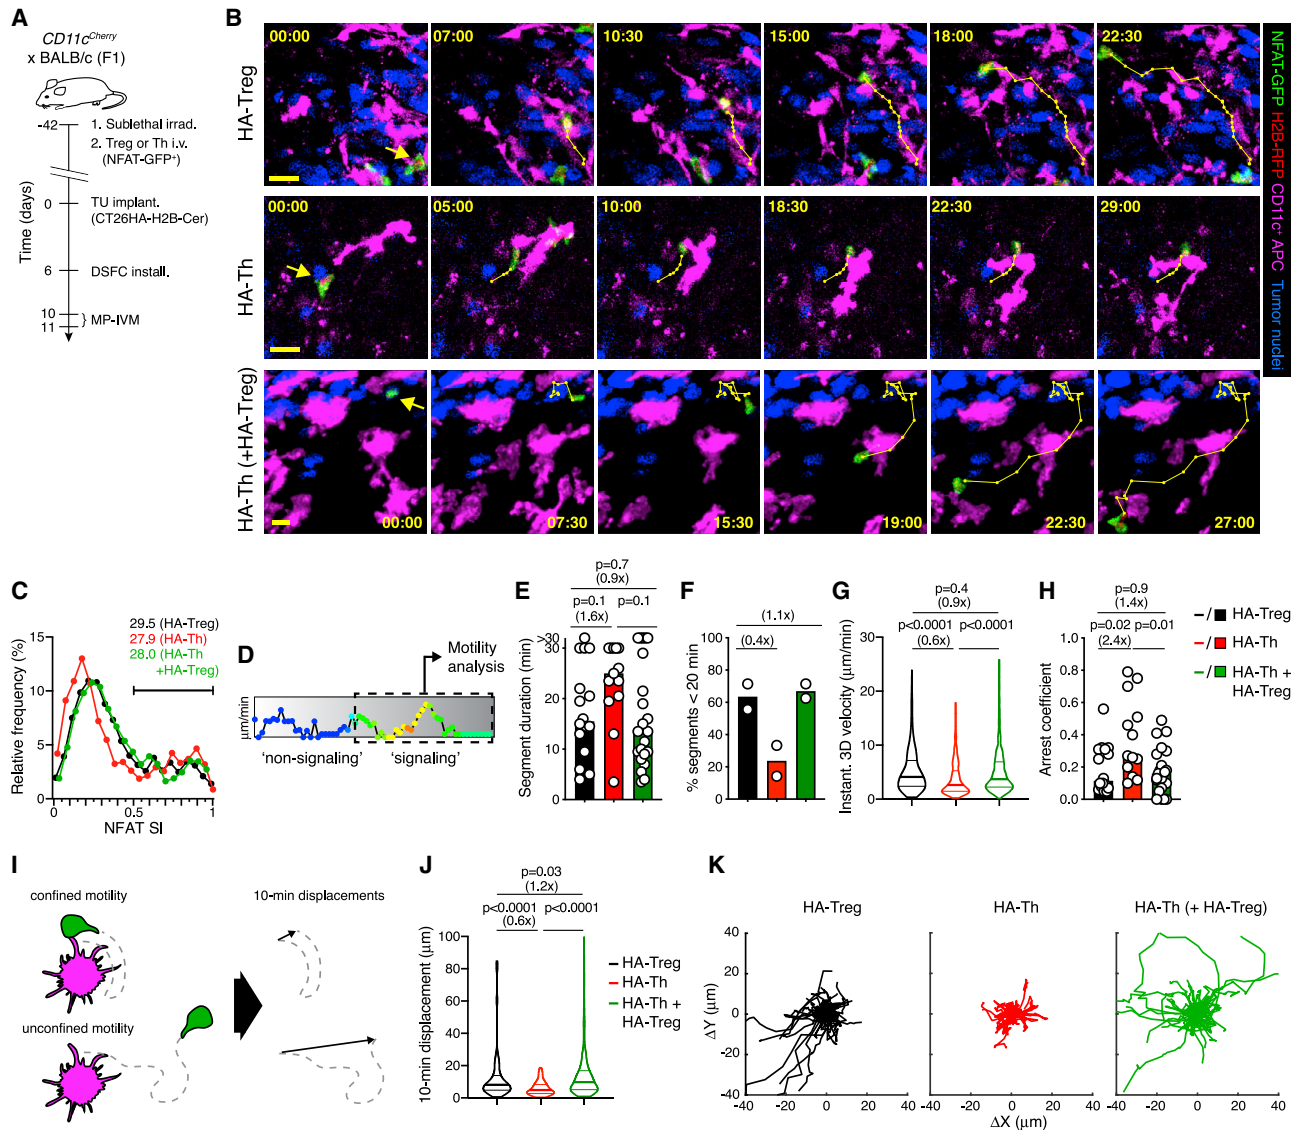 A
CD11c^Cherry
x BALB/c (F1)
-42
1. Sublethal irrad.
2. Treg or Th i.v.
(NFAT-GFP+)
0
TU implant.
(CT26HA-H2B-Cer)
6
DSFC install.
10
11
} MP-IVM
Time (days)
B
HA-Treg
00:00
07:00
10:30
15:00
18:00
22:30
HA-Th
00:00
05:00
10:00
18:30
22:30
29:00
HA-Th (+HA-Treg)
00:00
07:30
15:30
19:00
22:30
27:00
NFAT-GFP H2B-RFP CD11c+ APC Tumor nuclei
C
29.5 (HA-Treg)
27.9 (HA-Th)
28.0 (HA-Th
+HA-Treg)
Relative frequency (%)
15
10
5
0
0
0.5
1
NFAT SI
D
Motility
analysis
µm/min
'non-signaling'
'signaling'
E
p=0.7
(0.9x)
p=0.1
p=0.1
(1.6x)
Segment duration (min)
>
30
20
10
0
F
(1.1x)
(0.4x)
% segments < 20 min
100
80
60
40
20
0
G
p=0.4
(0.9x)
p<0.0001
p<0.0001
(0.6x)
Instant. 3D velocity (µm/min)
30
20
10
0
H
p=0.9
(1.4x)
p=0.02
p=0.01
(2.4x)
Arrest coefficient
1.0
0.8
0.6
0.4
0.2
0.0
–/ HA-Treg
–/ HA-Th
–/ HA-Th +
HA-Treg
I
confined motility
10-min displacements
unconfined motility
J
p=0.03
(1.2x)
p<0.0001
p<0.0001
(0.6x)
10-min displacement (µm)
100
80
60
40
20
0
HA-Treg
HA-Th
HA-Th +
HA-Treg
K
HA-Treg
HA-Th
HA-Th (+ HA-Treg)
ΔY (µm)
40
20
0
-20
-40
-40
-20
0
20
40
-40
-20
0
20
40
-40
-20
0
20
40
ΔX (µm)